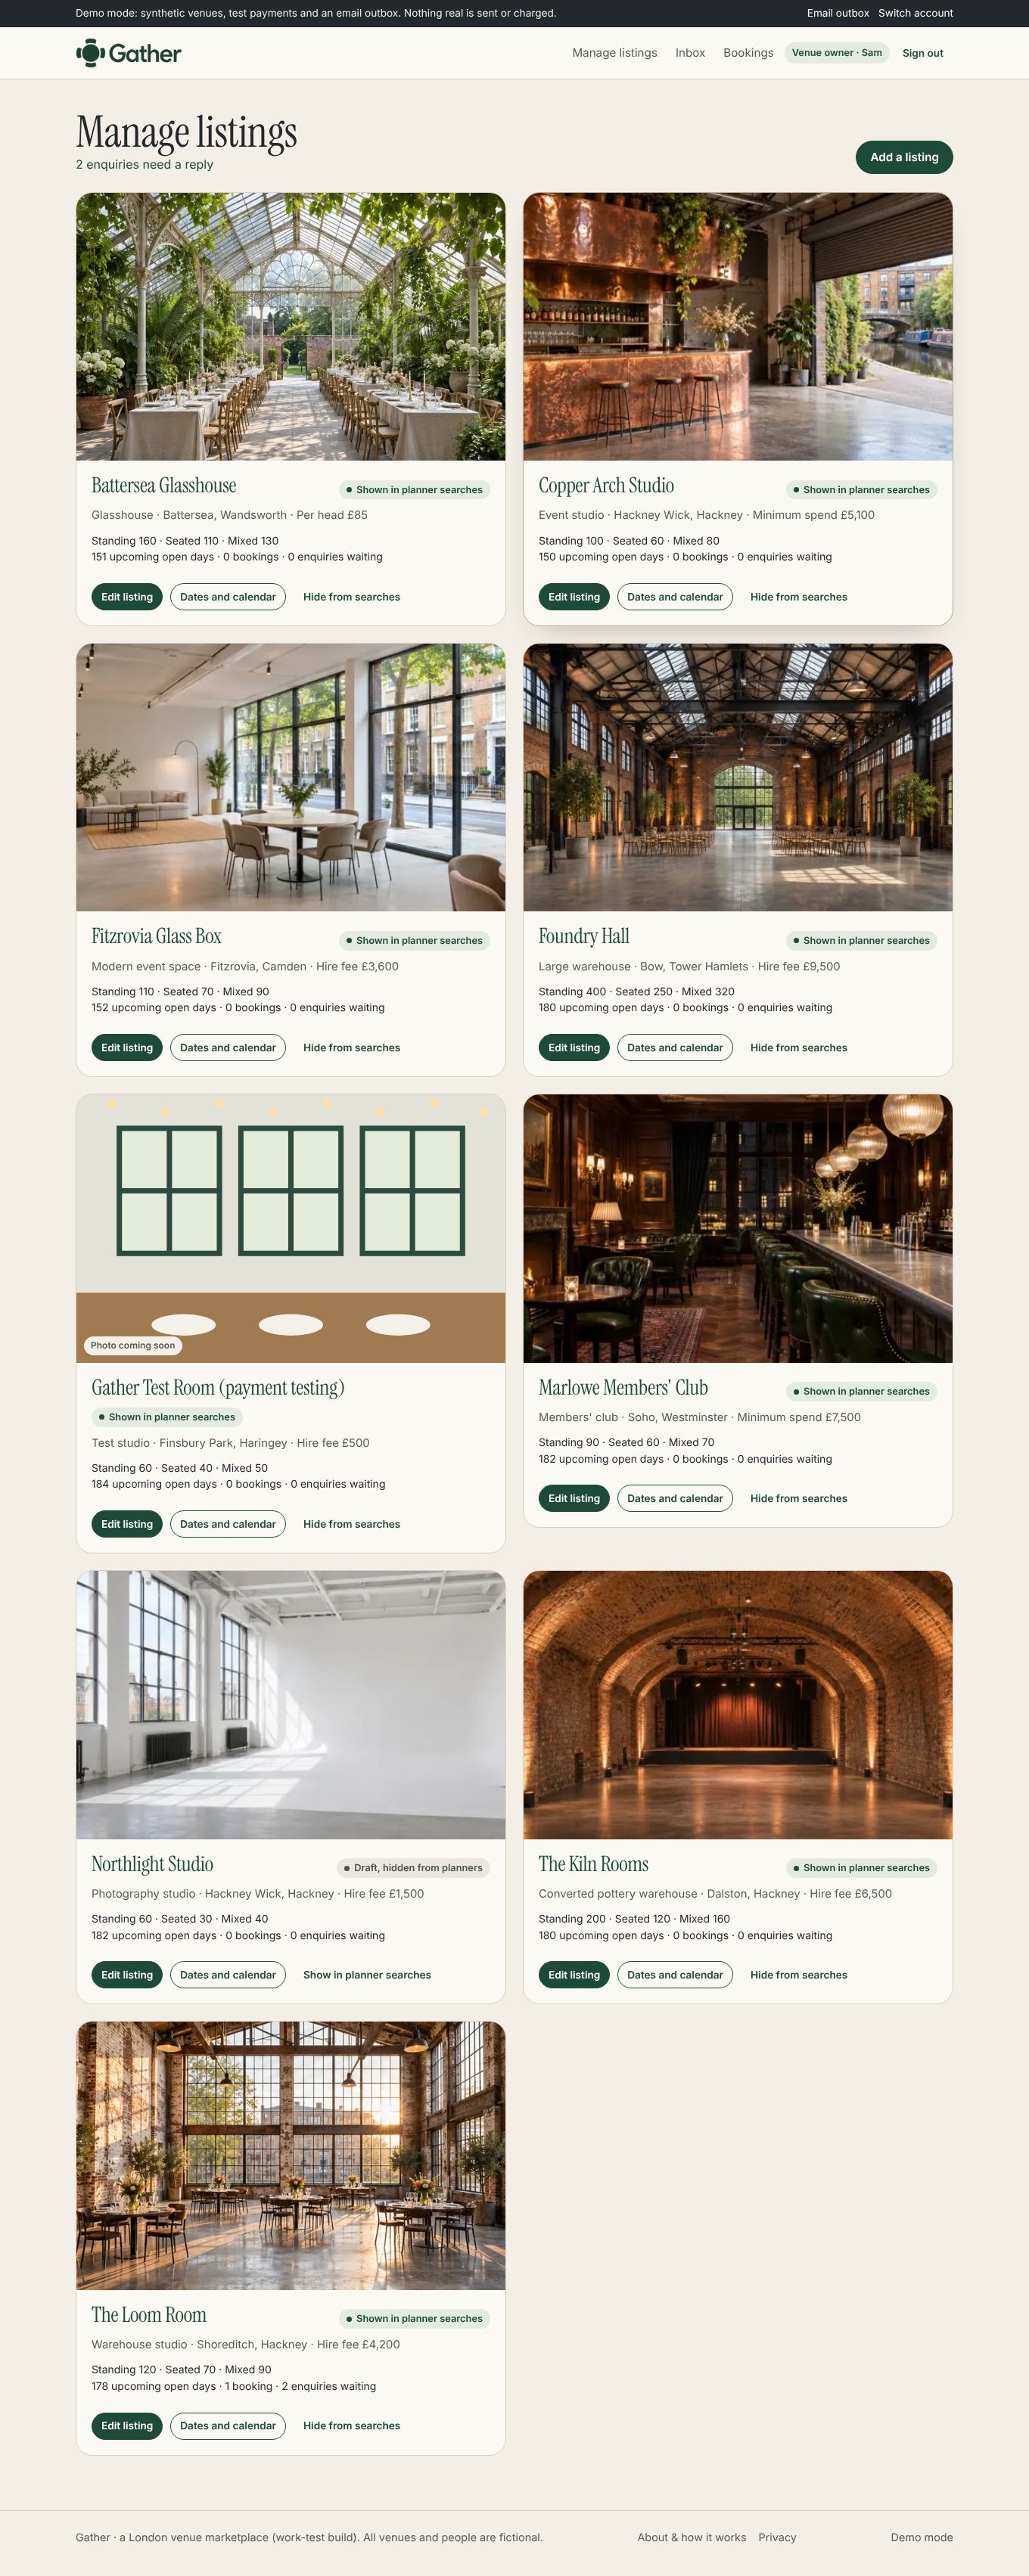 Demo mode: synthetic venues, test payments and an email outbox. Nothing real is sent or charged.
Email outbox Switch account
Gather
Manage listings Inbox Bookings Venue owner · Sam Sign out
Manage listings
2 enquiries need a reply
Add a listing
Battersea Glasshouse
Shown in planner searches
Glasshouse · Battersea, Wandsworth · Per head £85
Standing 160 · Seated 110 · Mixed 130
151 upcoming open days · 0 bookings · 0 enquiries waiting
Edit listing Dates and calendar Hide from searches
Copper Arch Studio
Shown in planner searches
Event studio · Hackney Wick, Hackney · Minimum spend £5,100
Standing 100 · Seated 60 · Mixed 80
150 upcoming open days · 0 bookings · 0 enquiries waiting
Edit listing Dates and calendar Hide from searches
Fitzrovia Glass Box
Shown in planner searches
Modern event space · Fitzrovia, Camden · Hire fee £3,600
Standing 110 · Seated 70 · Mixed 90
152 upcoming open days · 0 bookings · 0 enquiries waiting
Edit listing Dates and calendar Hide from searches
Foundry Hall
Shown in planner searches
Large warehouse · Bow, Tower Hamlets · Hire fee £9,500
Standing 400 · Seated 250 · Mixed 320
180 upcoming open days · 0 bookings · 0 enquiries waiting
Edit listing Dates and calendar Hide from searches
Photo coming soon
Gather Test Room (payment testing)
Shown in planner searches
Test studio · Finsbury Park, Haringey · Hire fee £500
Standing 60 · Seated 40 · Mixed 50
184 upcoming open days · 0 bookings · 0 enquiries waiting
Edit listing Dates and calendar Hide from searches
Marlowe Members' Club
Shown in planner searches
Members' club · Soho, Westminster · Minimum spend £7,500
Standing 90 · Seated 60 · Mixed 70
182 upcoming open days · 0 bookings · 0 enquiries waiting
Edit listing Dates and calendar Hide from searches
Northlight Studio
Draft, hidden from planners
Photography studio · Hackney Wick, Hackney · Hire fee £1,500
Standing 60 · Seated 30 · Mixed 40
182 upcoming open days · 0 bookings · 0 enquiries waiting
Edit listing Dates and calendar Show in planner searches
The Kiln Rooms
Shown in planner searches
Converted pottery warehouse · Dalston, Hackney · Hire fee £6,500
Standing 200 · Seated 120 · Mixed 160
180 upcoming open days · 0 bookings · 0 enquiries waiting
Edit listing Dates and calendar Hide from searches
The Loom Room
Shown in planner searches
Warehouse studio · Shoreditch, Hackney · Hire fee £4,200
Standing 120 · Seated 70 · Mixed 90
178 upcoming open days · 1 booking · 2 enquiries waiting
Edit listing Dates and calendar Hide from searches
Gather · a London venue marketplace (work-test build). All venues and people are fictional.
About & how it works Privacy
Demo mode